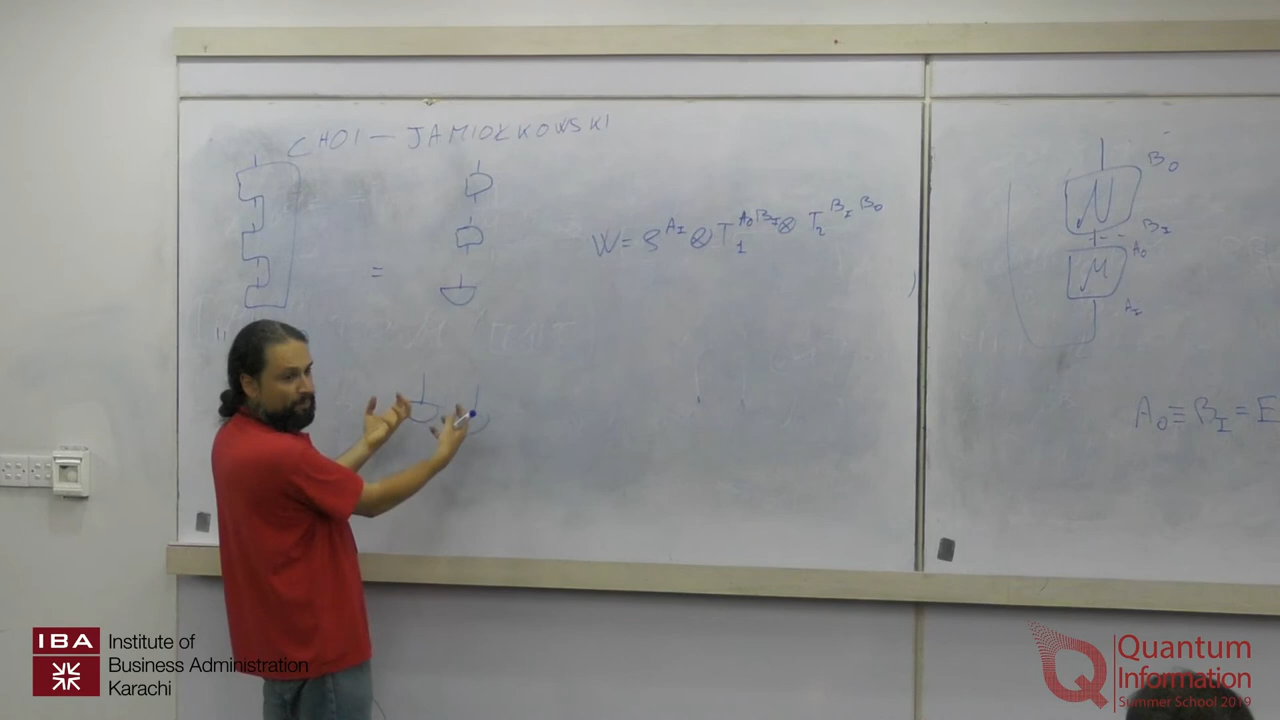 CHOI – JAMIOŁKOWSKI
W = ρ^{A_I} ⊗ T_1^{A_O B_I} ⊗ T_2^{B_I B_O}
=
B_O
N
B_I
A_O
M
A_I
A_O ≡ B_I = E
IBA
Institute of
Business Administration
Karachi
Quantum
Information
Summer School 2019